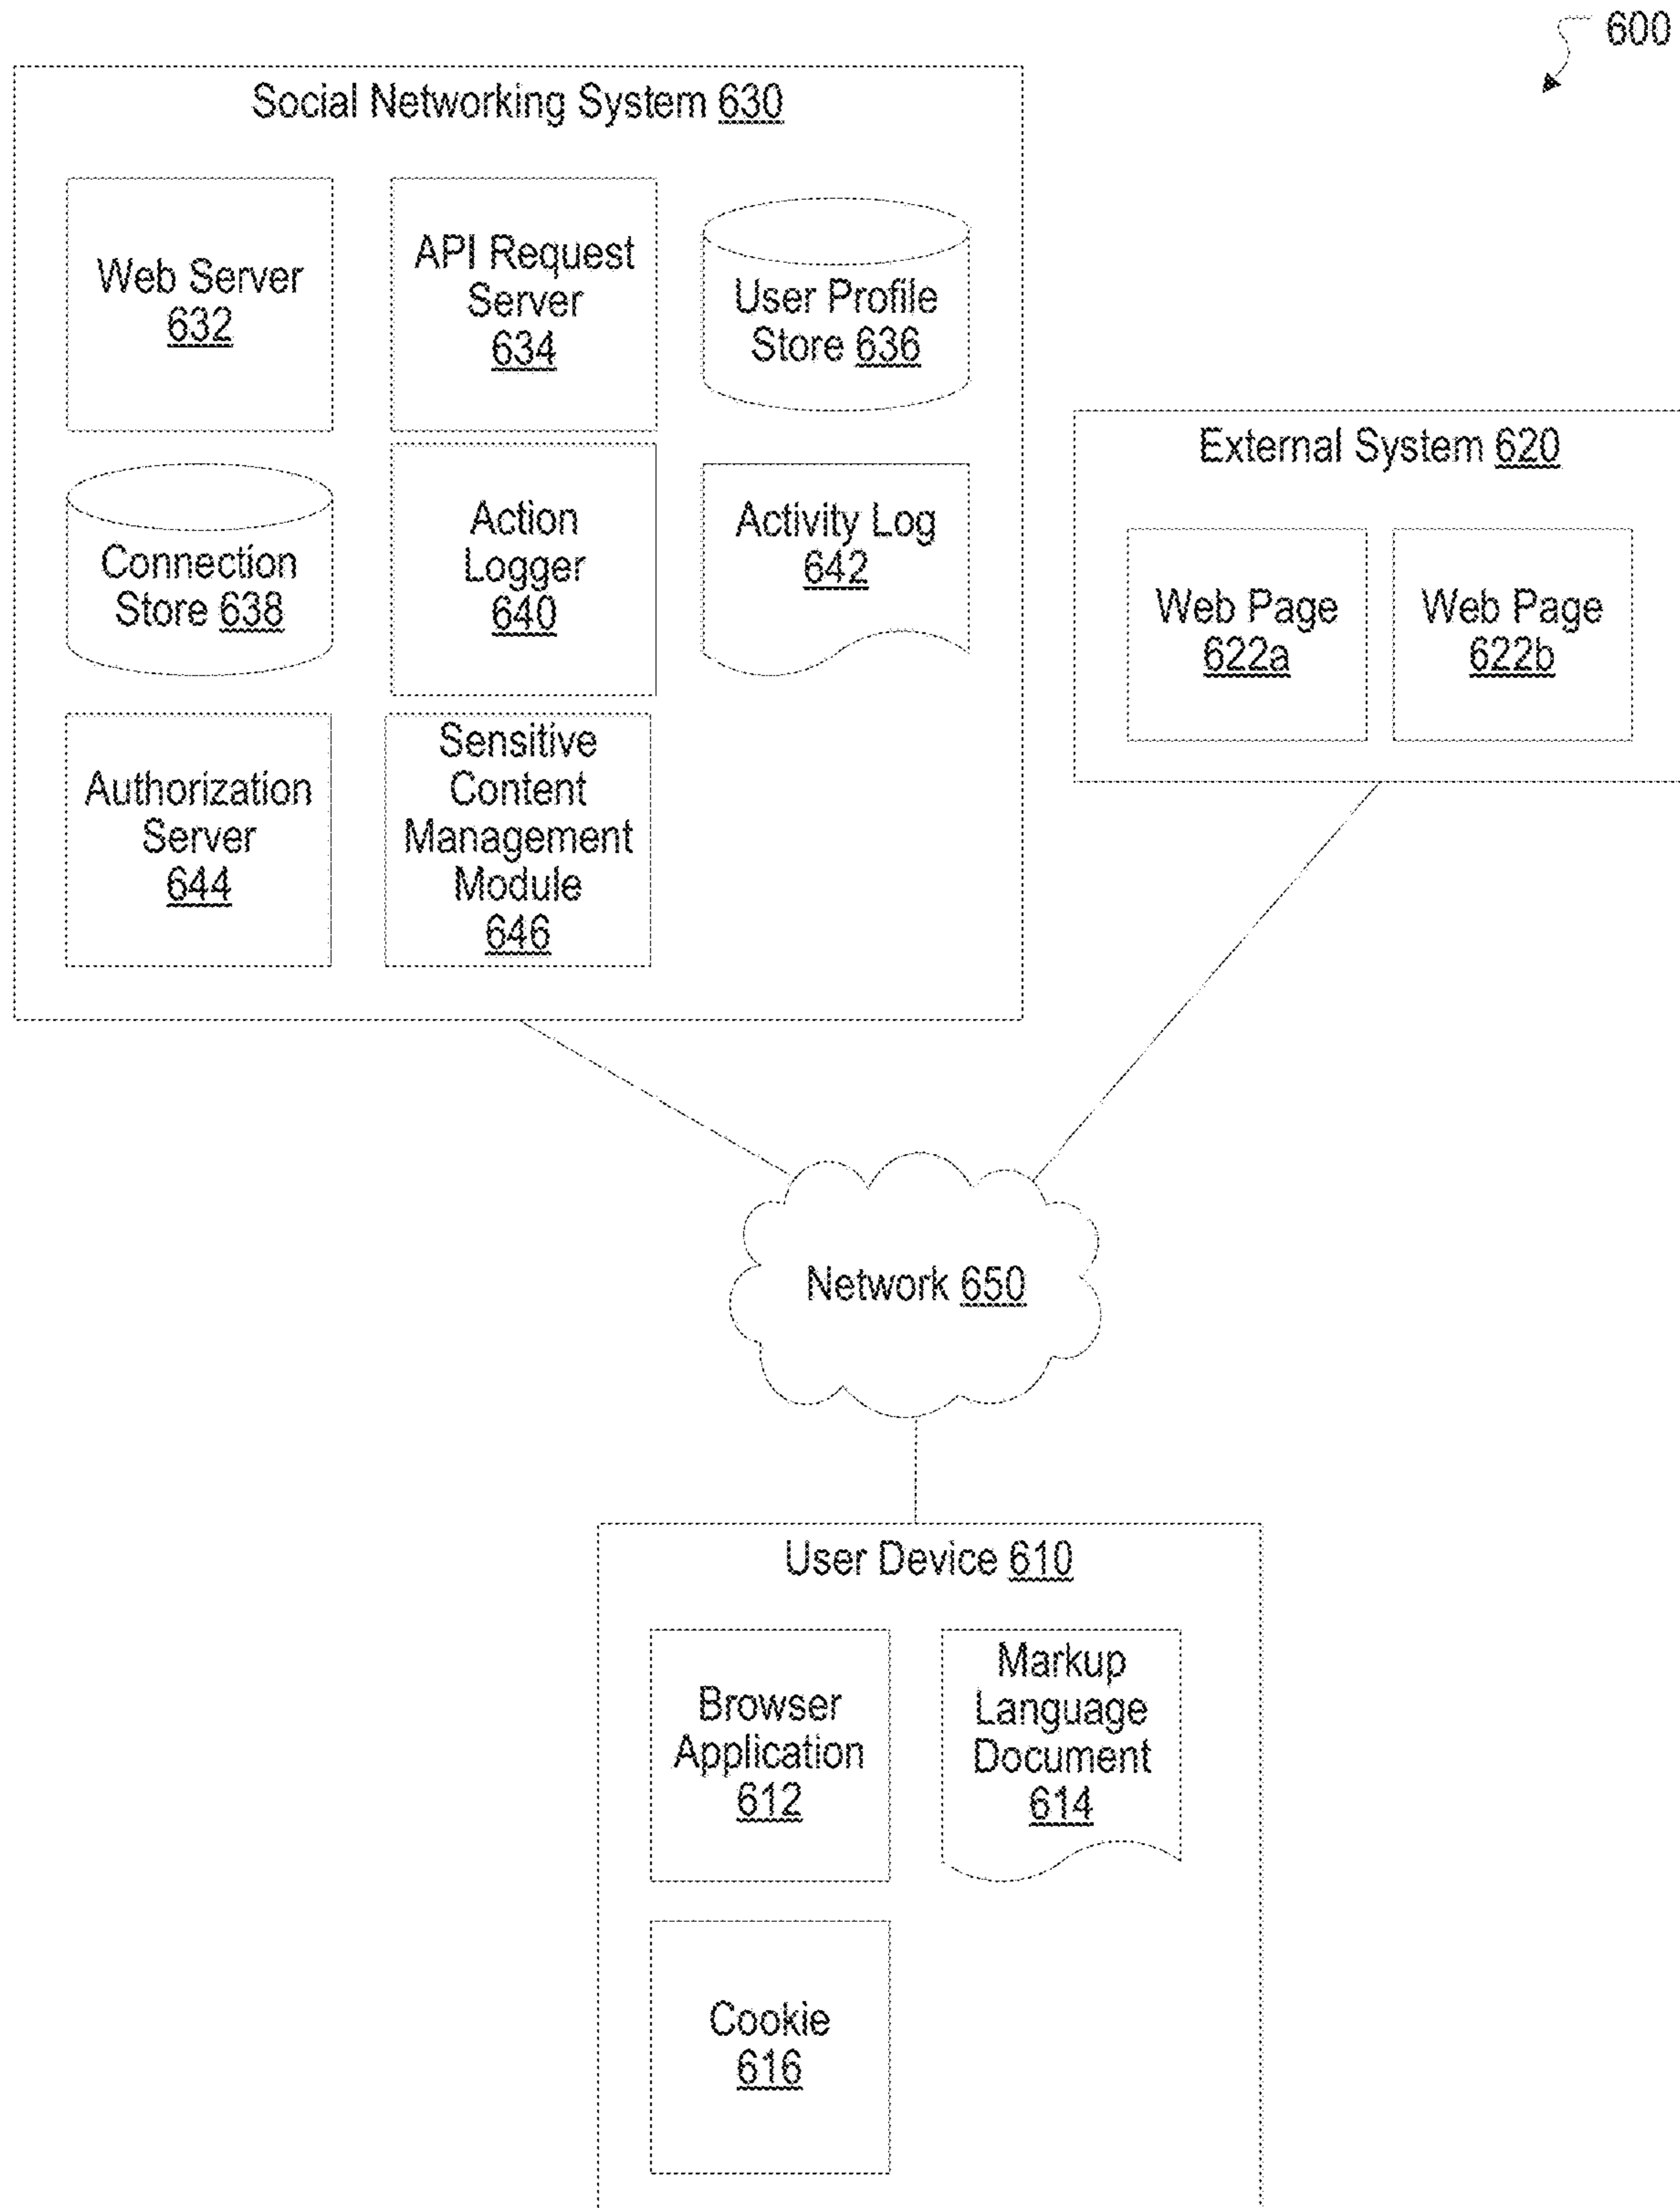 600
Social Networking System 630
Web Server
632
API Request
Server
634
User Profile
Store 636
Connection
Store 638
Action
Logger
640
Activity Log
642
Authorization
Server
644
Sensitive
Content
Management
Module
646
External System 620
Web Page
622a
Web Page
622b
Network 650
User Device 610
Browser
Application
612
Markup
Language
Document
614
Cookie
616